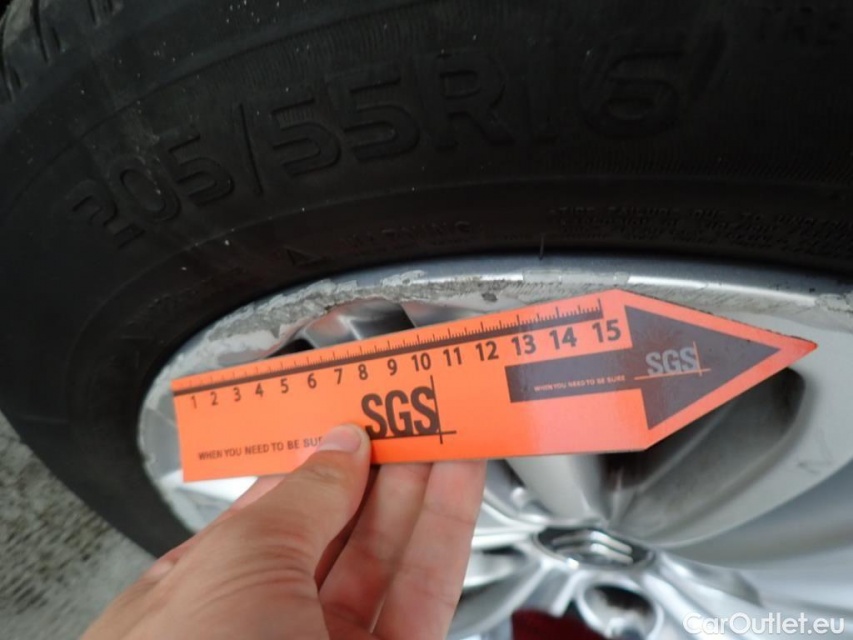 205/55R16
1 2 3 4 5 6 7 8 9 10 11 12 13 14 15
SGS
WHEN YOU NEED TO BE SURE
SGS
WHEN YOU NEED TO BE SUR
CarOutlet.eu